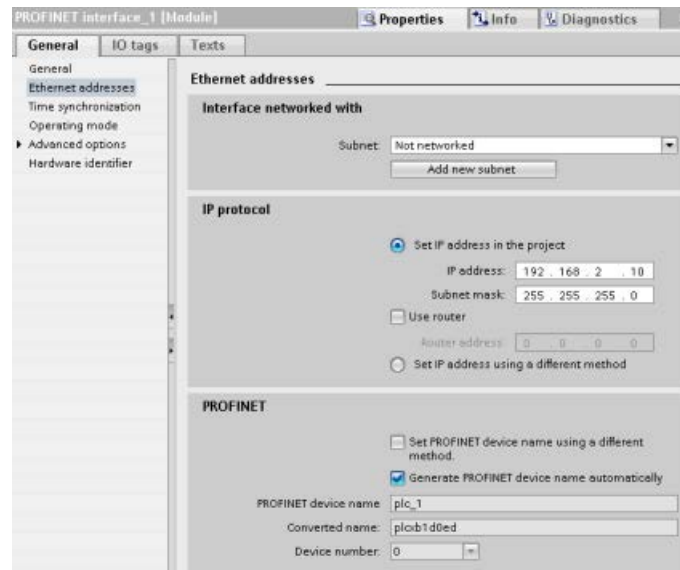 PROFINET interface_1 [Module]
Properties
Info
Diagnostics
General
IO tags
Texts
General
Ethernet addresses
Time synchronization
Operating mode
Advanced options
Hardware identifier
Ethernet addresses
Interface networked with
Subnet: Not networked
Add new subnet
IP protocol
Set IP address in the project
IP address: 192 . 168 . 2 . 10
Subnet mask: 255 . 255 . 255 . 0
Use router
Router address: 0 . 0 . 0 . 0
Set IP address using a different method
PROFINET
Set PROFINET device name using a different
method.
Generate PROFINET device name automatically
PROFINET device name plc_1
Converted name: plcxb1d0ed
Device number: 0